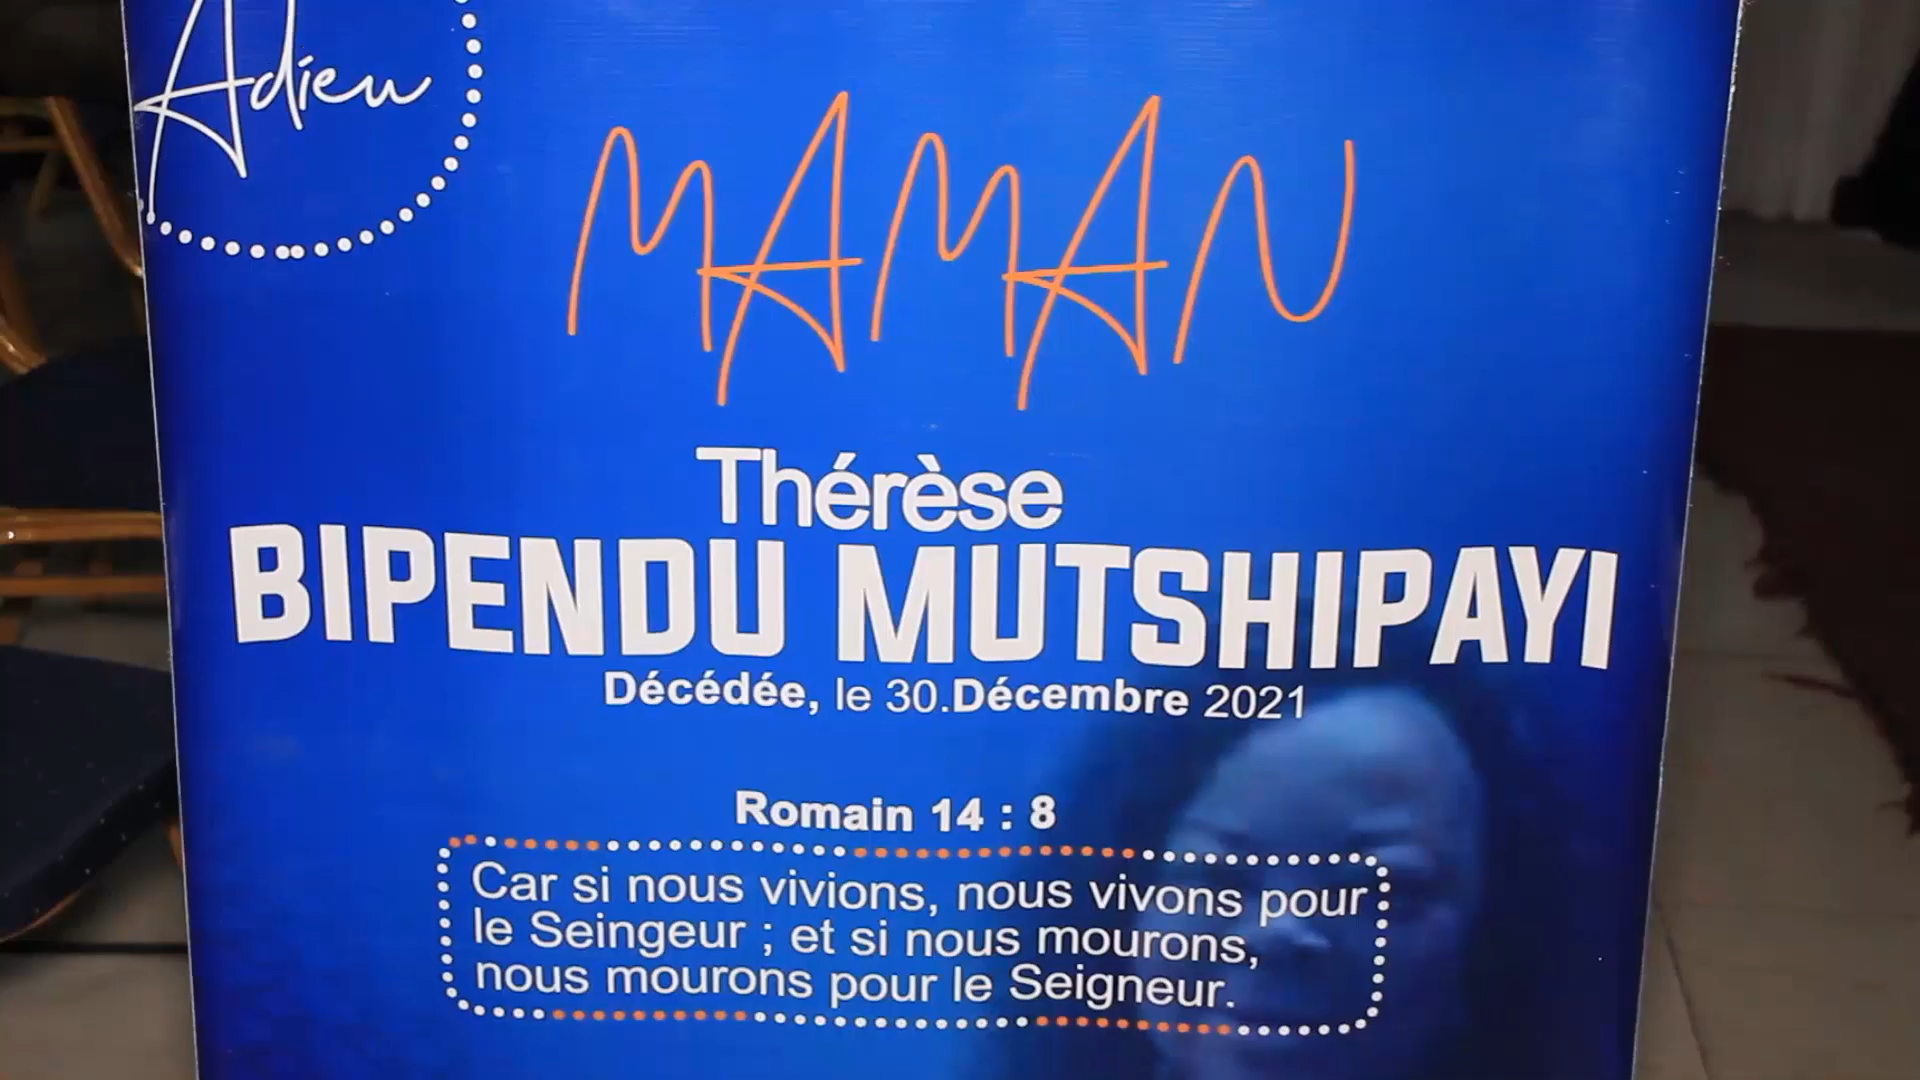 Adieu
MAMAN
Thérèse
BIPENDU MUTSHIPAYI
Décédée, le 30.Décembre 2021
Romain 14 : 8
Car si nous vivions, nous vivons pour
le Seingeur ; et si nous mourons,
nous mourons pour le Seigneur.